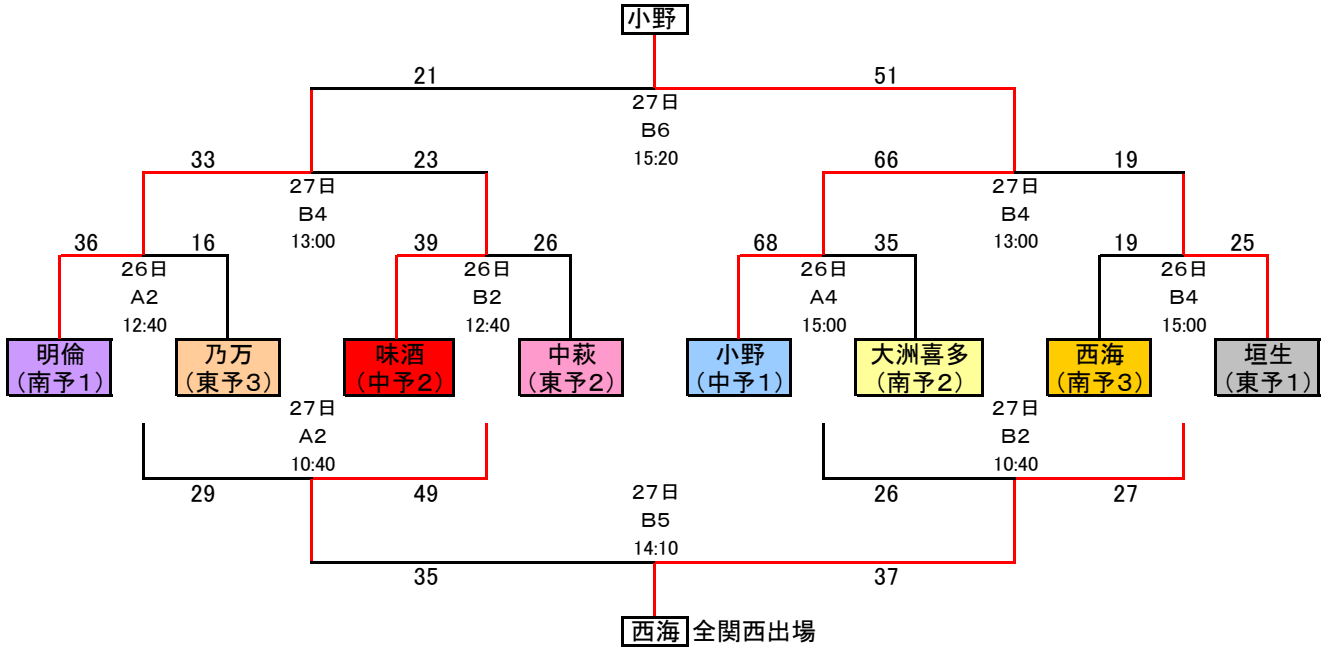 小野
21
51
27日
B6
15:20
33
23
66
19
27日
B4
13:00
27日
B4
13:00
36
16
39
26
68
35
19
25
26日
A2
12:40
26日
B2
12:40
26日
A4
15:00
26日
B4
15:00
明倫
(南予1)
乃万
(東予3)
味酒
(中予2)
中萩
(東予2)
小野
(中予1)
大洲喜多
(南予2)
西海
(南予3)
垣生
(東予1)
27日
A2
10:40
27日
B2
10:40
29
49
26
27
27日
B5
14:10
35
37
西海 全関西出場